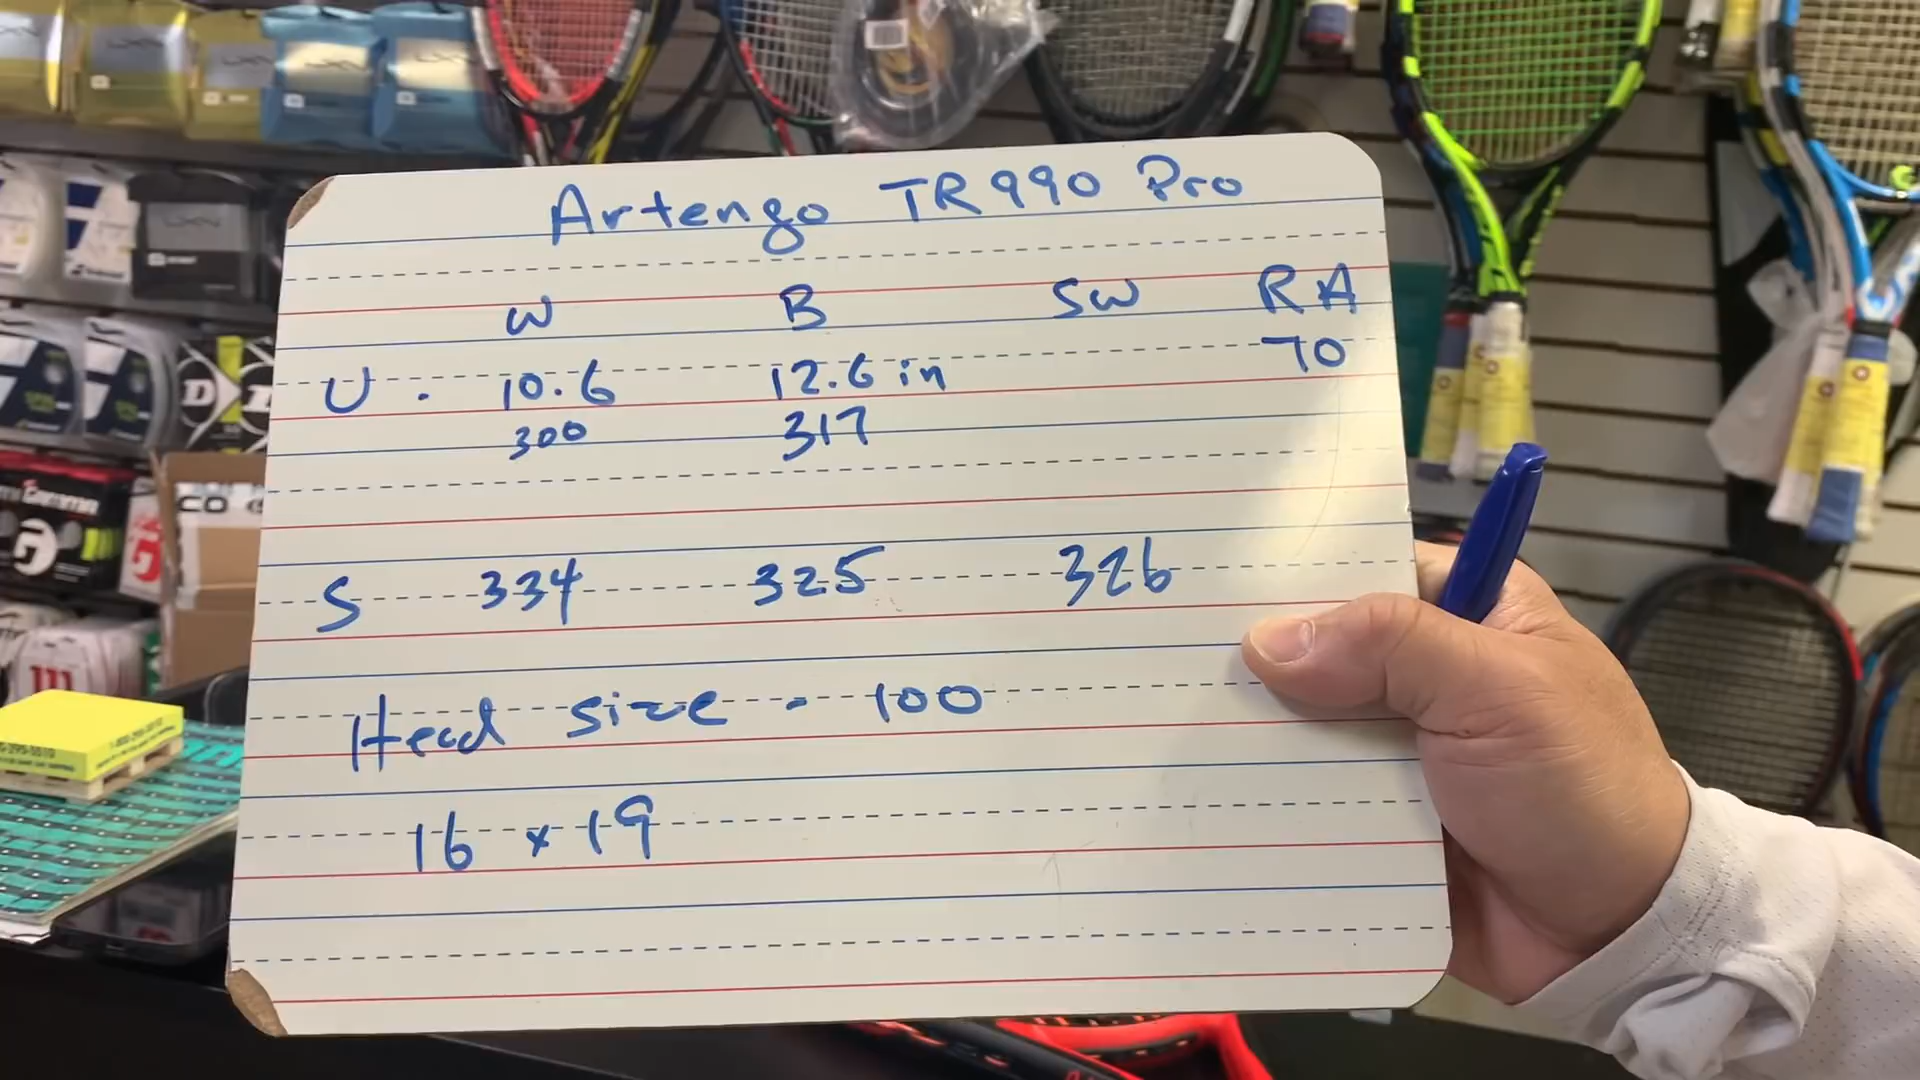 Artengo TR990 Pro
W B SW RA
U. 10.6 12.6 in 70
300 317
S 334 325 326
Head size - 100
16 x 19